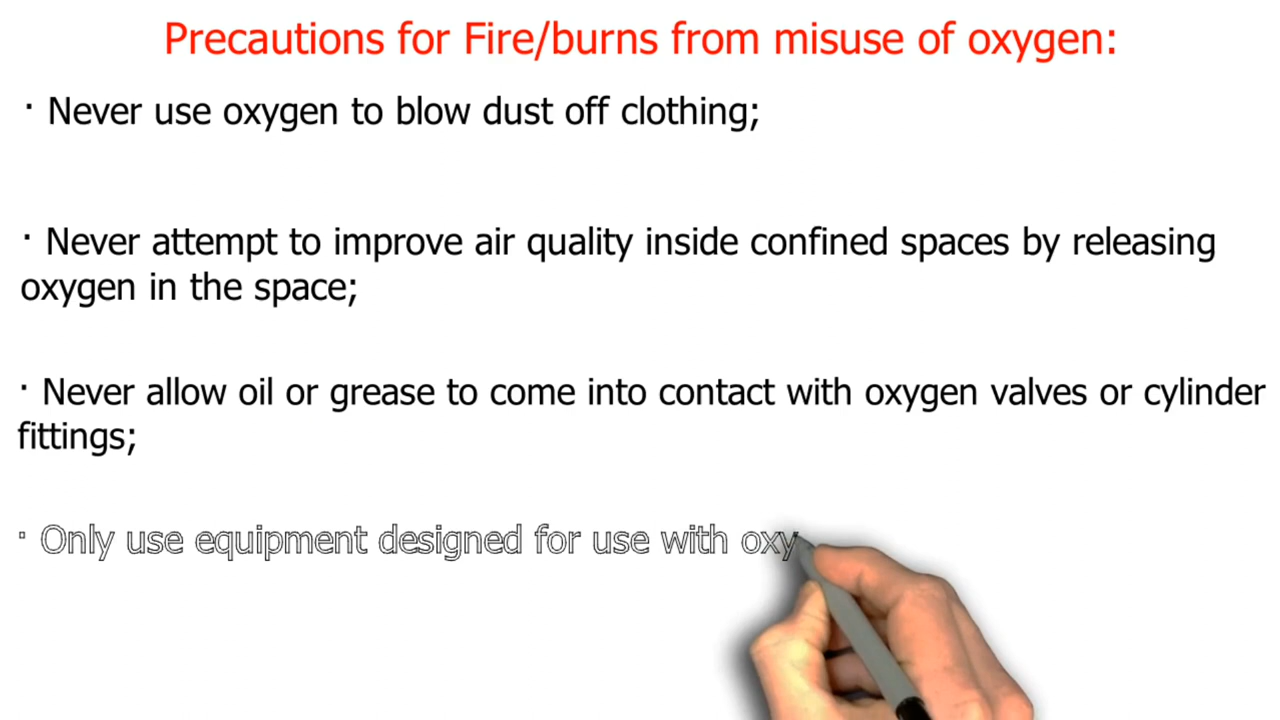 Precautions for Fire/burns from misuse of oxygen:
· Never use oxygen to blow dust off clothing;
· Never attempt to improve air quality inside confined spaces by releasing
oxygen in the space;
· Never allow oil or grease to come into contact with oxygen valves or cylinder
fittings;
· Only use equipment designed for use with oxy